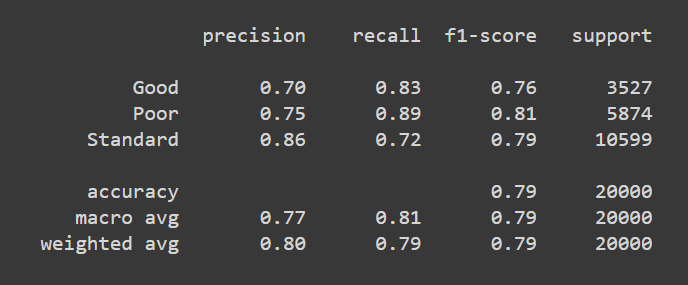 precision recall f1-score support
Good 0.70 0.83 0.76 3527
Poor 0.75 0.89 0.81 5874
Standard 0.86 0.72 0.79 10599
accuracy 0.79 20000
macro avg 0.77 0.81 0.79 20000
weighted avg 0.80 0.79 0.79 20000